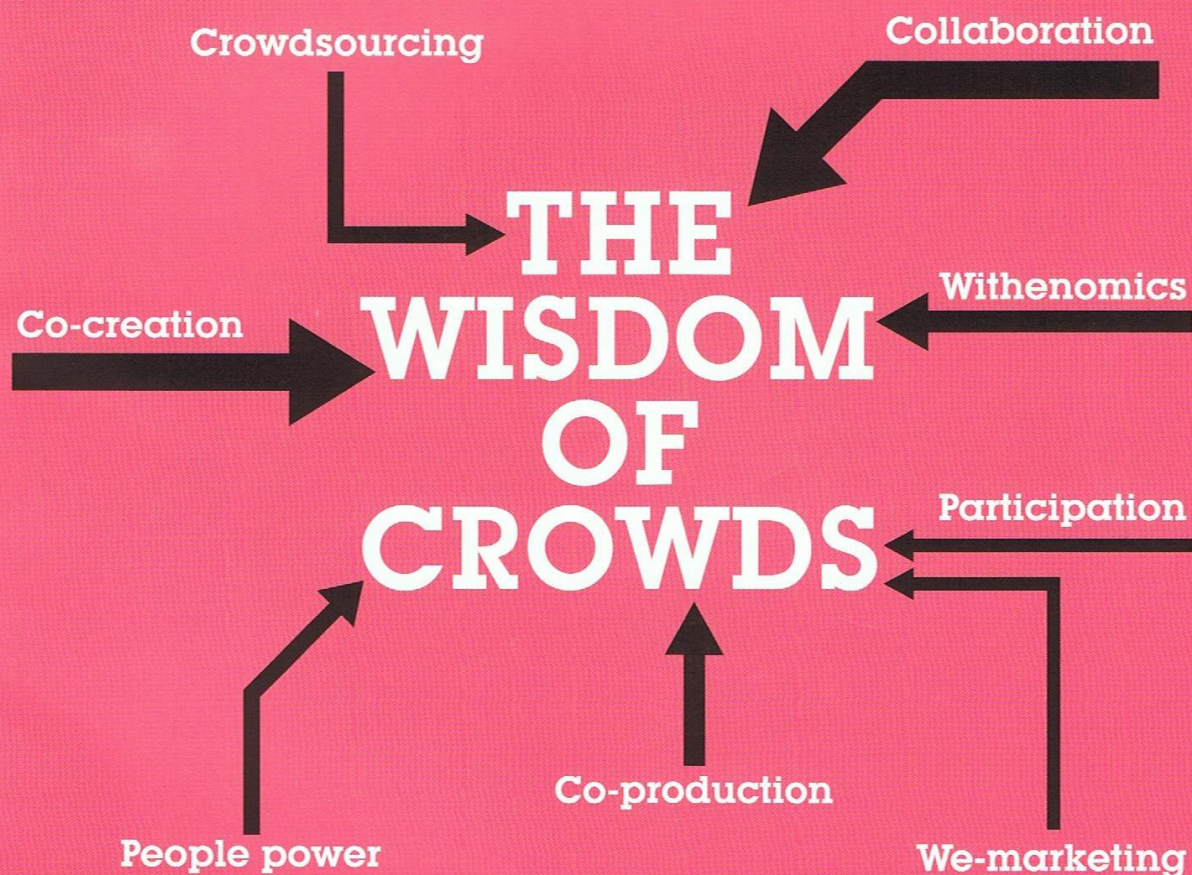 Crowdsourcing
Collaboration
THE
WISDOM
OF
CROWDS
Withenomics
Co-creation
Participation
Co-production
People power
We-marketing